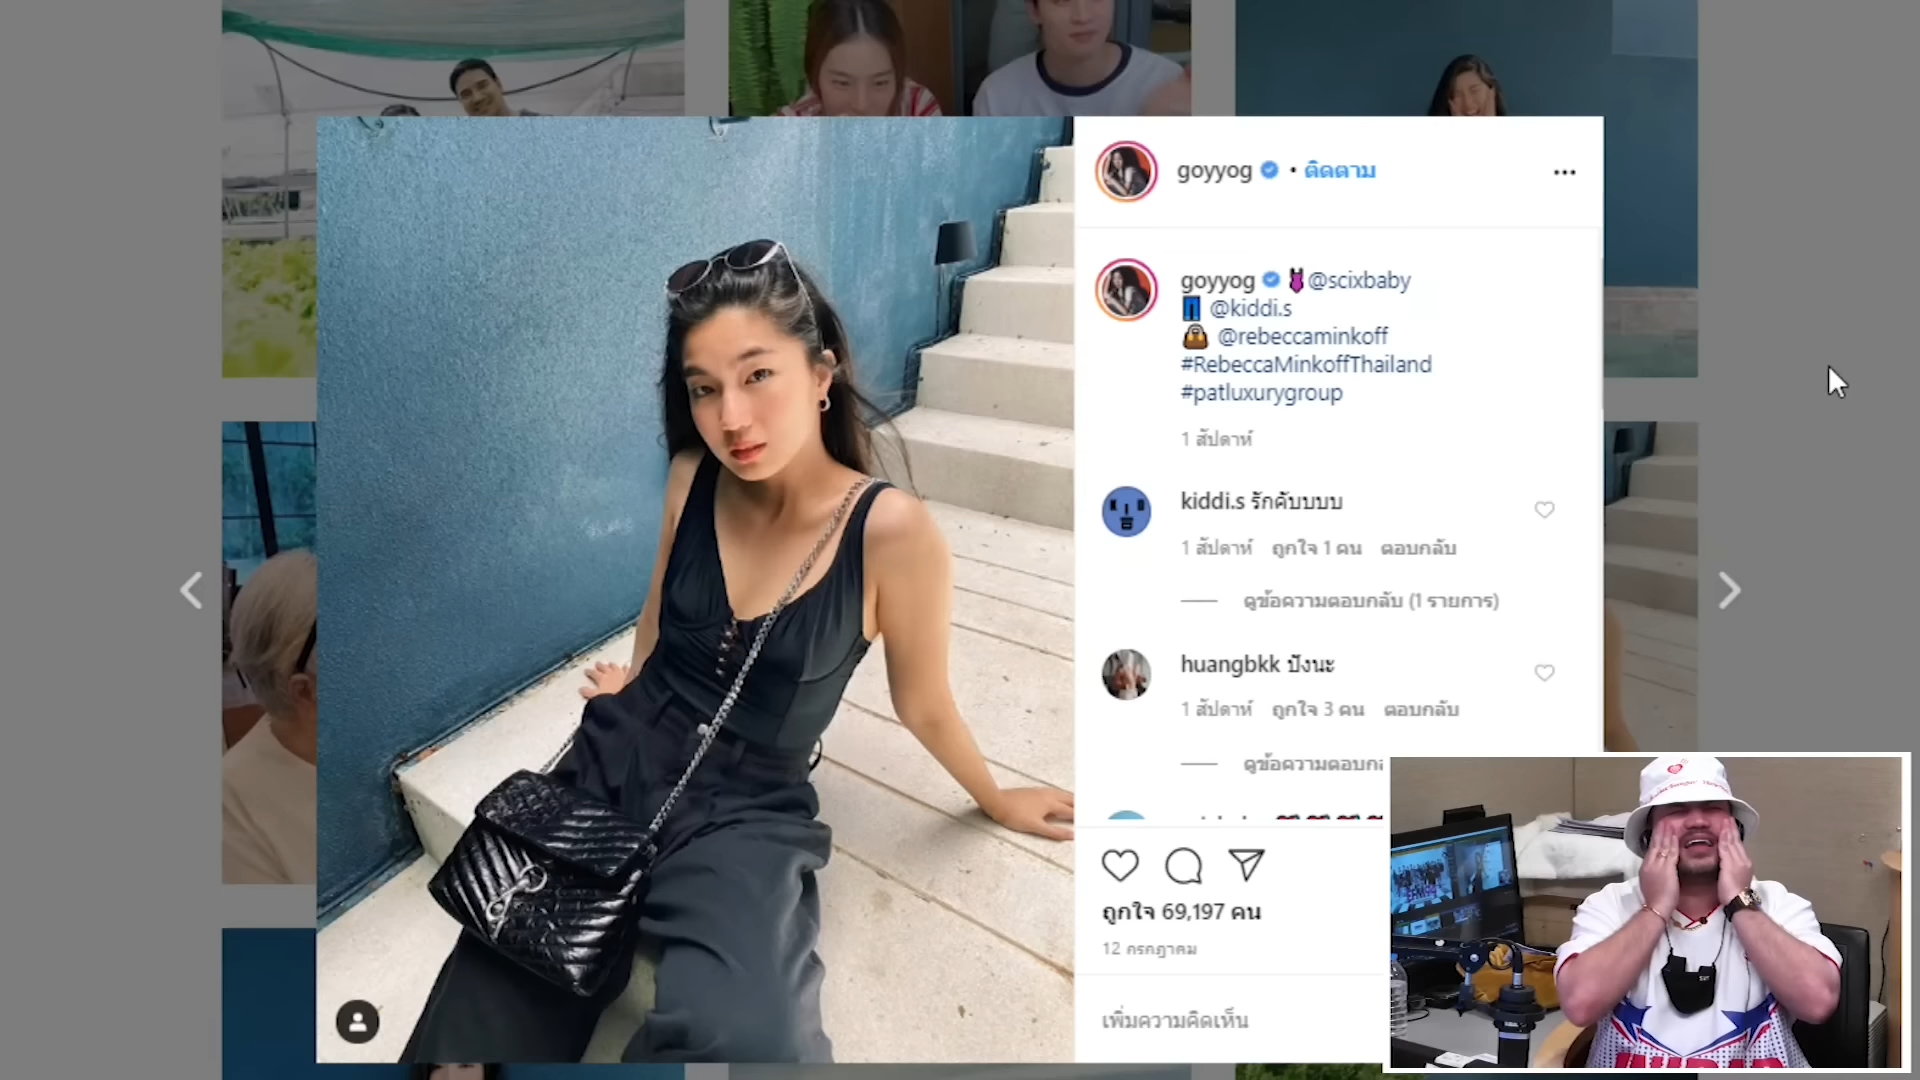 goyyog • ติดตาม
goyyog @scixbaby
@kiddi.s
@rebeccaminkoff
#RebeccaMinkoffThailand
#patluxurygroup
1 สัปดาห์
kiddi.s รักคับบบบ
1 สัปดาห์ ถูกใจ 1 คน ตอบกลับ
ดูข้อความตอบกลับ (1 รายการ)
huangbkk ปังนะ
1 สัปดาห์ ถูกใจ 3 คน ตอบกลับ
ถูกใจ 69,197 คน
12 กรกฎาคม
เพิ่มความคิดเห็น